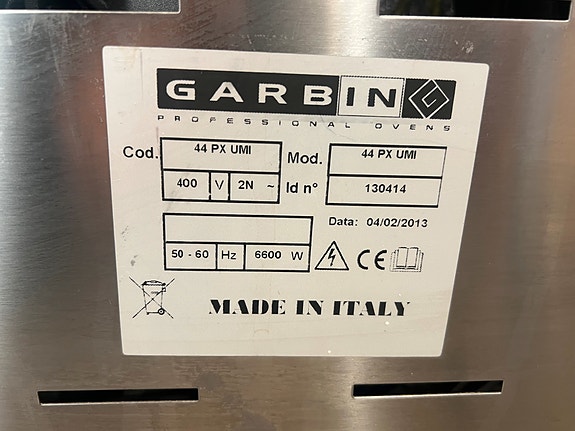 GARBIN
PROFESSIONAL OVENS
Cod. 44 PX UMI Mod. 44 PX UMI
400 V 2N ~ Id n° 130414
Data: 04/02/2013
50 - 60 Hz 6600 W CE
MADE IN ITALY